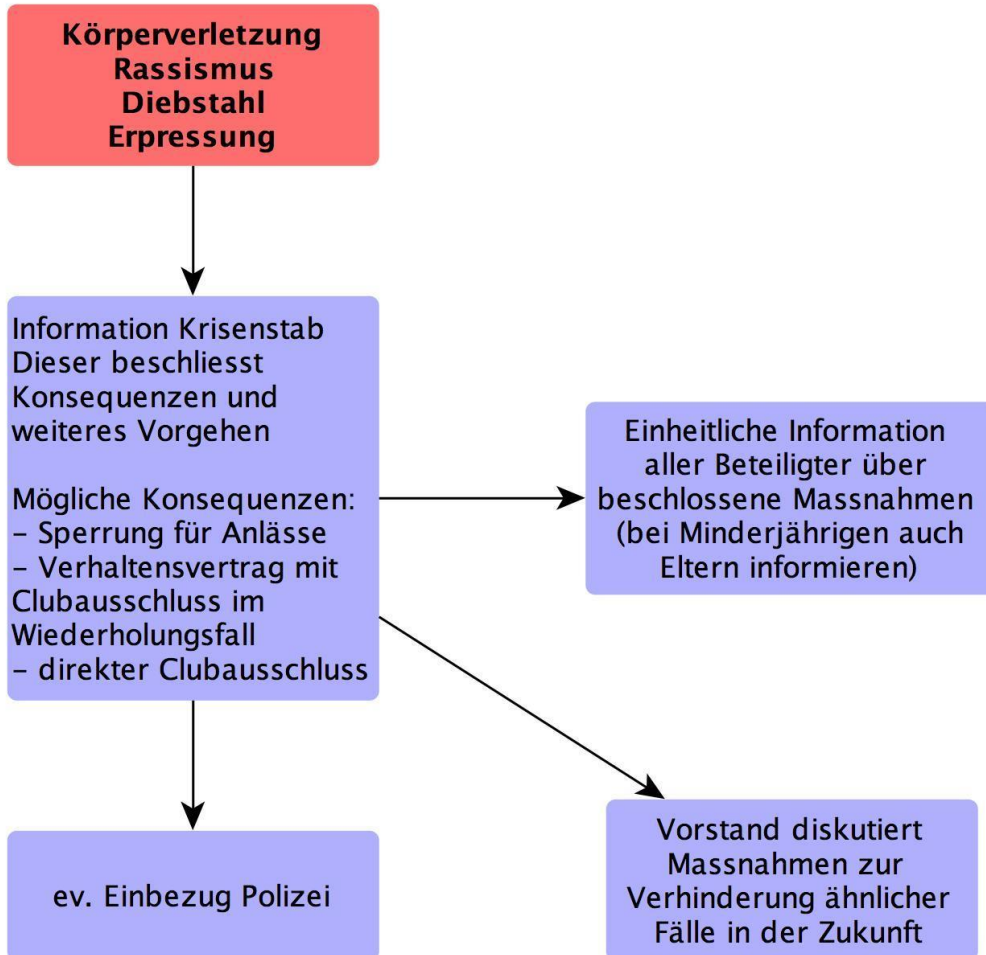 Körperverletzung
Rassismus
Diebstahl
Erpressung
Information Krisenstab
Dieser beschliesst
Konsequenzen und
weiteres Vorgehen
Mögliche Konsequenzen:
– Sperrung für Anlässe
– Verhaltensvertrag mit
Clubausschluss im
Wiederholungsfall
– direkter Clubausschluss
Einheitliche Information
aller Beteiligter über
beschlossene Massnahmen
(bei Minderjährigen auch
Eltern informieren)
ev. Einbezug Polizei
Vorstand diskutiert
Massnahmen zur
Verhinderung ähnlicher
Fälle in der Zukunft